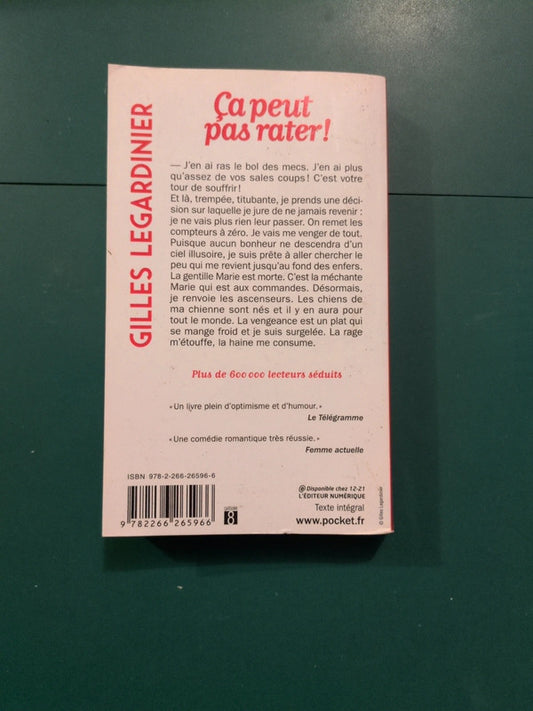 GILLES LEGARDINIER
Ça peut
pas rater!
— J'en ai ras le bol des mecs. J'en ai plus
qu'assez de vos sales coups! C'est votre
tour de souffrir!
Et là, trempée, titubante, je prends une déci-
sion sur laquelle je jure de ne jamais revenir :
je ne vais plus rien leur passer. On remet les
compteurs à zéro. Je vais me venger de tout.
Puisque aucun bonheur ne descendra d'un
ciel illusoire, je suis prête à aller chercher le
peu qui me revient jusqu'au fond des enfers.
La gentille Marie est morte. C'est la méchante
Marie qui est aux commandes. Désormais,
je renvoie les ascenseurs. Les chiens de
ma chienne sont nés et il y en aura pour
tout le monde. La vengeance est un plat qui
se mange froid et je suis surgelée. La rage
m'étouffe, la haine me consume.
Plus de 600 000 lecteurs séduits
« Un livre plein d'optimisme et d'humour. »
Le Télégramme
« Une comédie romantique très réussie. »
Femme actuelle
ISBN 978-2-266-26596-6
9 782266 265966
catégorie
8
@ Disponible chez 12-21
L'ÉDITEUR NUMÉRIQUE
Texte intégral
www.pocket.fr
© Gilles Legardinier